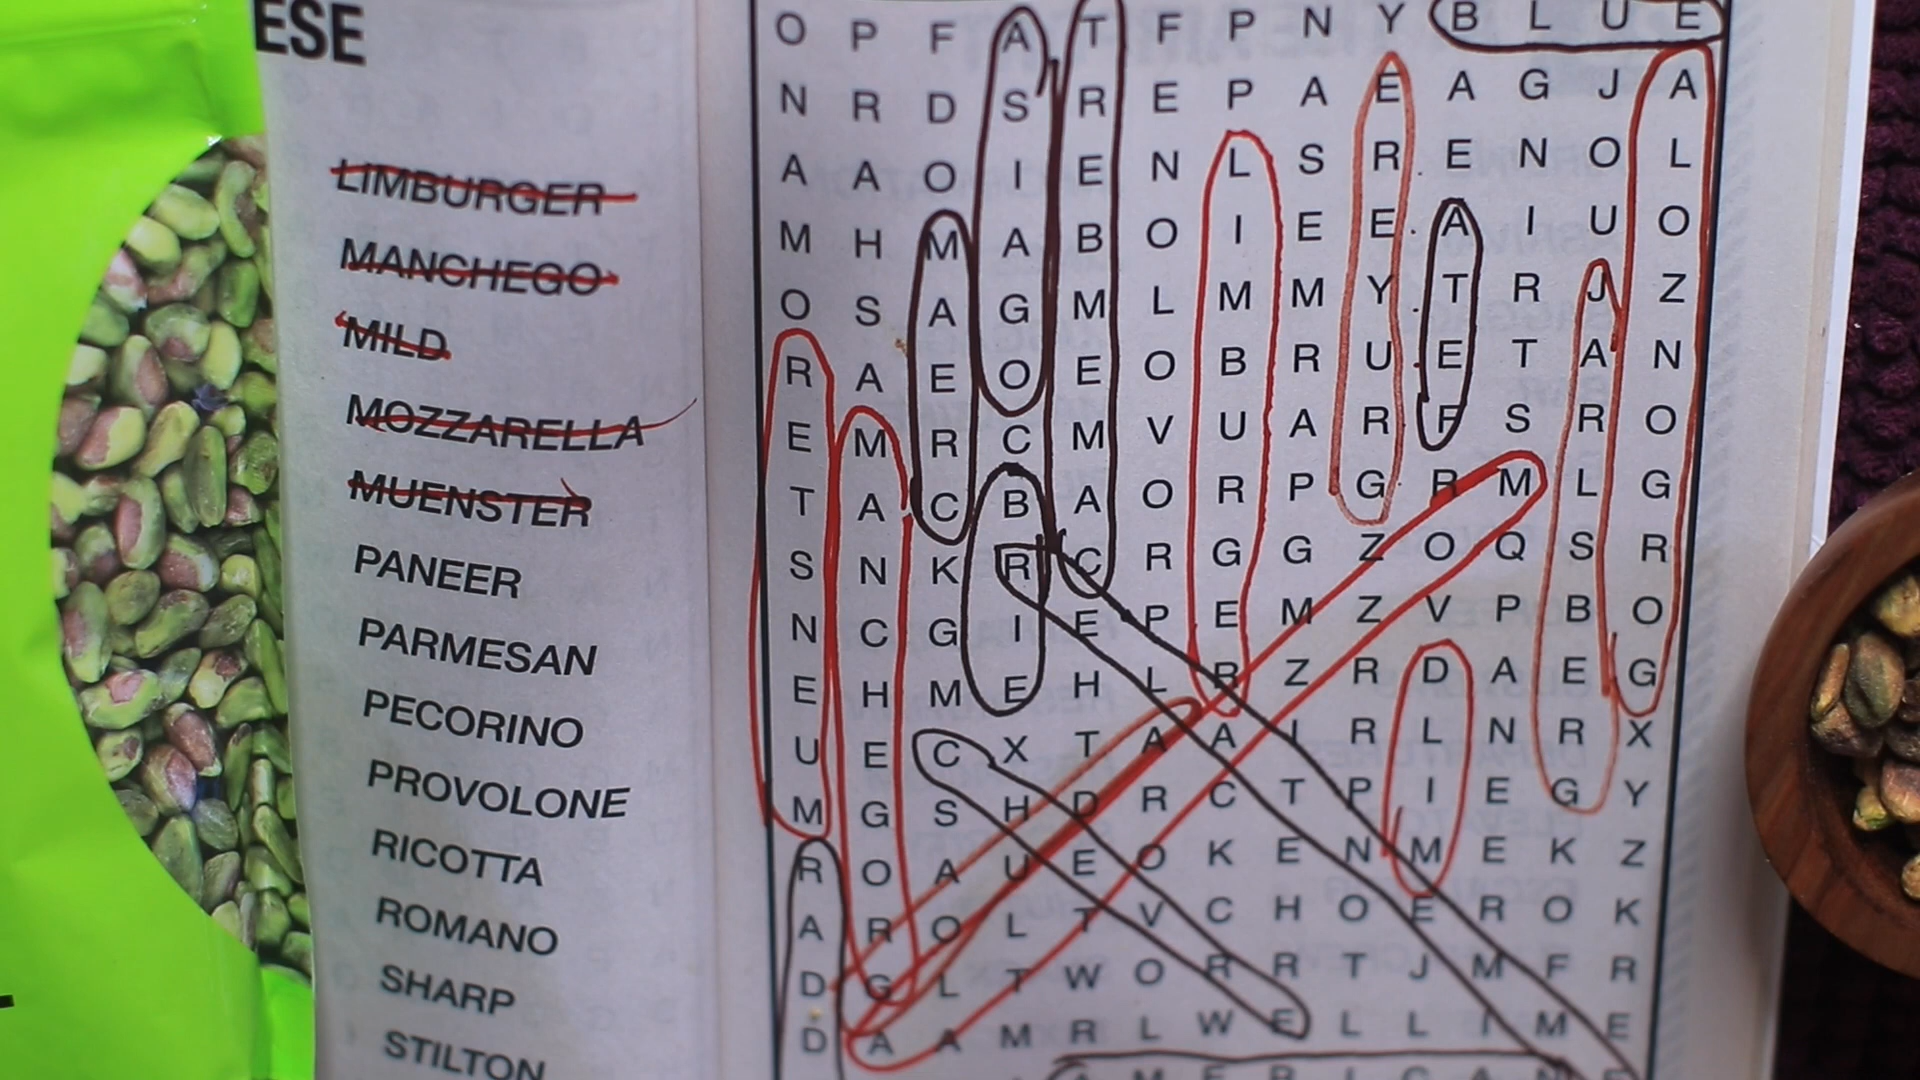 ESE
LIMBURGER
MANCHEGO
MILD
MOZZARELLA
MUENSTER
PANEER
PARMESAN
PECORINO
PROVOLONE
RICOTTA
ROMANO
SHARP
STILTON
O P F A T F P N Y B L U E
N R D S R E P A E A G J A
A A O I E N L S R E N O L
M H M A B O I E E A I U O
O S A G M L M M Y T R J Z
R A E O E O B R U E T A N
E M R C M V U A R F S R O
T A C B A O R P G R M L G
S N K R C R G G Z O Q S R
N C G I E P E M Z V P B O
E H M E H L R Z R D A E G
U E C X T A A I R L N R X
M G S H D R C T P I E G Y
R O A U E O K E N M E K Z
A R O L T V C H O E R O K
D G L T W O R R T J M F R
D A A M R L W E L L I M E
A M E R I C A N